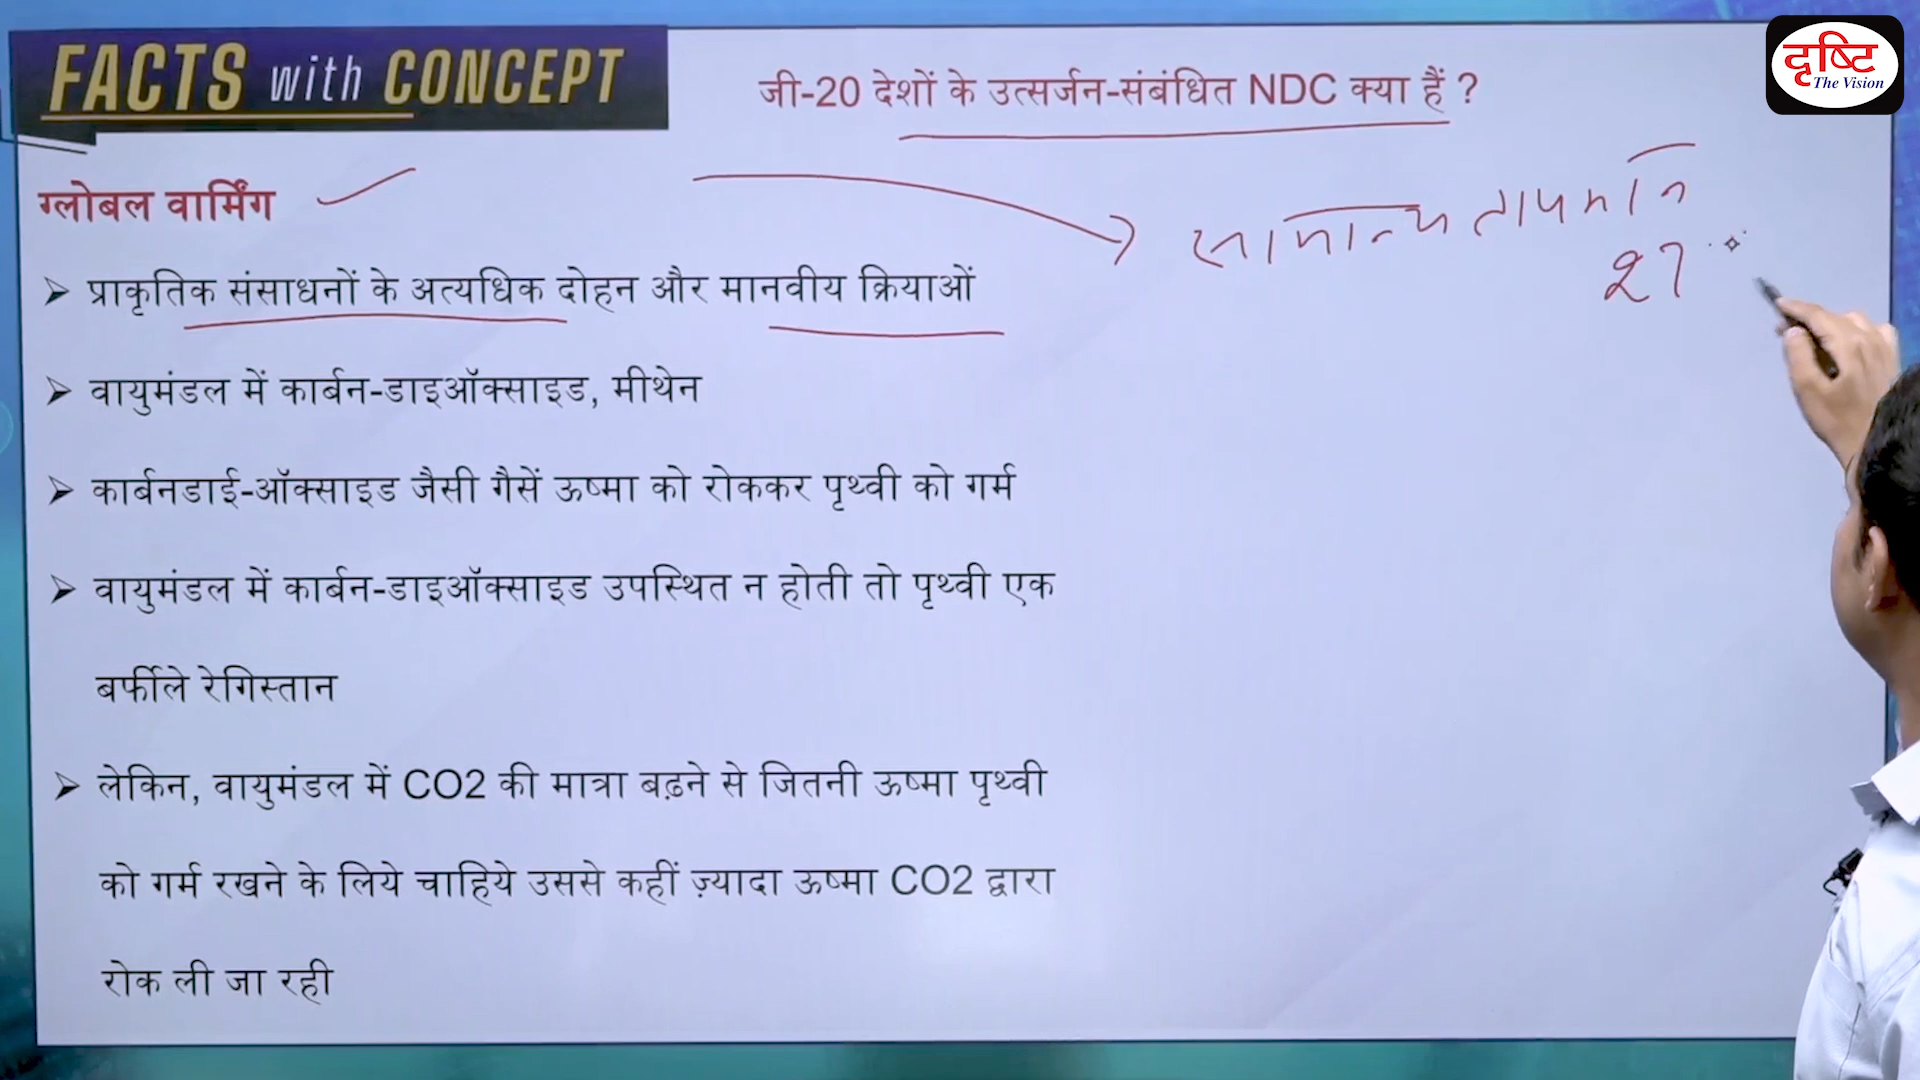 FACTS with CONCEPT
जी-20 देशों के उत्सर्जन-संबंधित NDC क्या हैं ?
दृष्टि
The Vision
ग्लोबल वार्मिंग
सामान्य तापमान
27
➢ प्राकृतिक संसाधनों के अत्यधिक दोहन और मानवीय क्रियाओं
➢ वायुमंडल में कार्बन-डाइऑक्साइड, मीथेन
➢ कार्बनडाई-ऑक्साइड जैसी गैसें ऊष्मा को रोककर पृथ्वी को गर्म
➢ वायुमंडल में कार्बन-डाइऑक्साइड उपस्थित न होती तो पृथ्वी एक
बर्फीले रेगिस्तान
➢ लेकिन, वायुमंडल में CO2 की मात्रा बढ़ने से जितनी ऊष्मा पृथ्वी
को गर्म रखने के लिये चाहिये उससे कहीं ज़्यादा ऊष्मा CO2 द्वारा
रोक ली जा रही